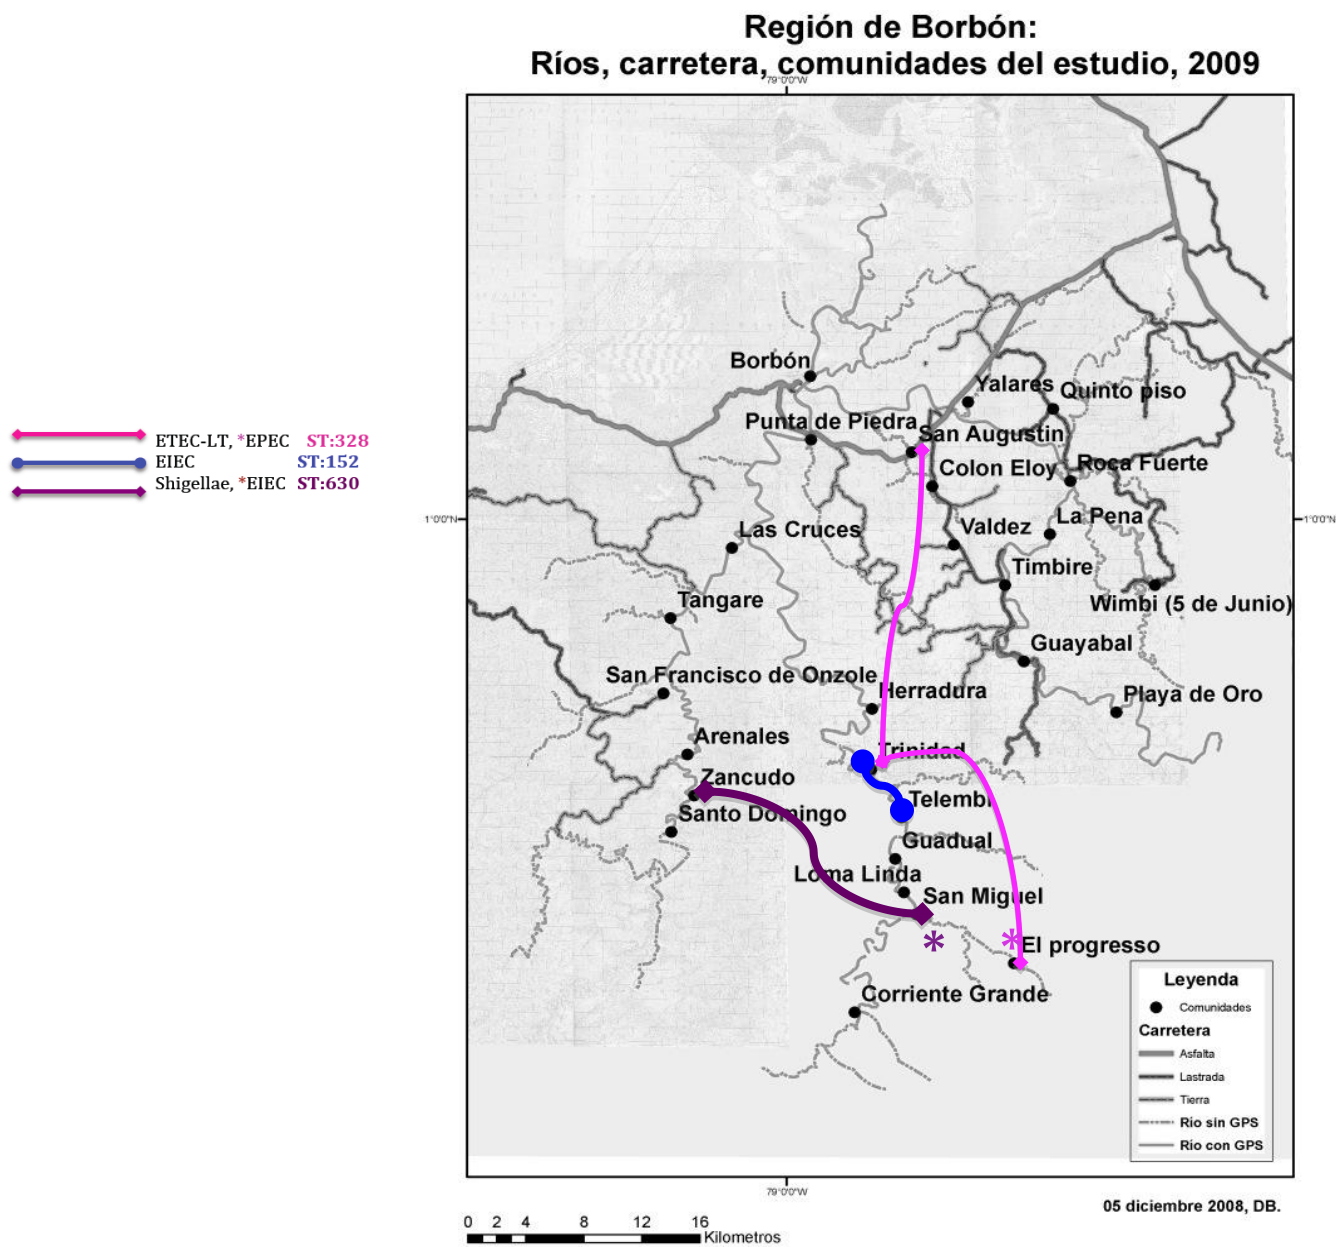 Región de Borbón:
Ríos, carretera, comunidades del estudio, 2009
79°0'0"W
Borbón
Yalares
Quinto piso
Punta de Piedra
San Augustin
ETEC-LT, *EPEC ST:328
EIEC ST:152
Shigellae, *EIEC ST:630
Colon Eloy
Roca Fuerte
1°0'0"N
1°0'0"N
La Pena
Las Cruces
Valdez
Timbire
Tangare
Wimbi (5 de Junio)
Guayabal
San Francisco de Onzole
Herradura
Playa de Oro
Arenales
Trinidad
Zancudo
Telembi
Santo Domingo
Guadual
Loma Linda
San Miguel
*
*
El progresso
Corriente Grande
Leyenda
Comunidades
Carretera
Asfalta
Lastrada
Tierra
Rio sin GPS
Rio con GPS
79°0'0"W
05 diciembre 2008, DB.
0 2 4 8 12 16
Kilometros